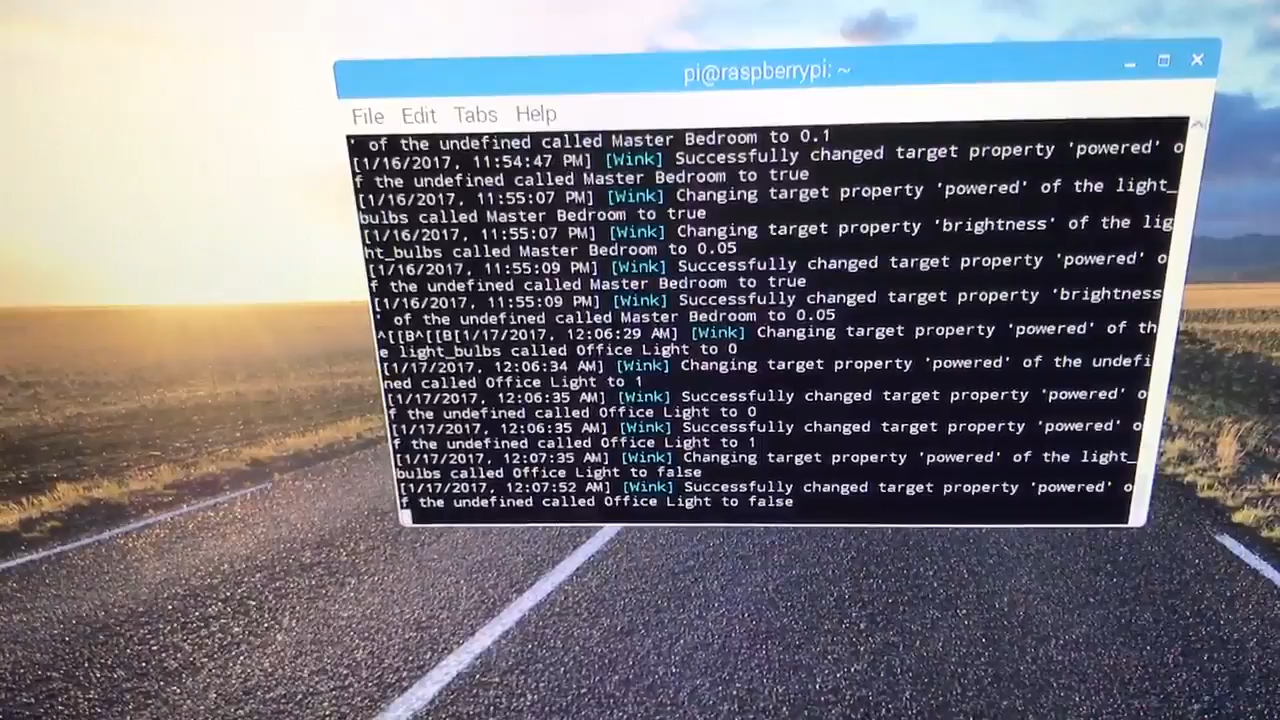 pi@raspberrypi: ~
File Edit Tabs Help
' of the undefined called Master Bedroom to 0.1
[1/16/2017, 11:54:47 PM] [Wink] Successfully changed target property 'powered' o
f the undefined called Master Bedroom to true
[1/16/2017, 11:55:07 PM] [Wink] Changing target property 'powered' of the light_
bulbs called Master Bedroom to true
[1/16/2017, 11:55:07 PM] [Wink] Changing target property 'brightness' of the lig
ht_bulbs called Master Bedroom to 0.05
[1/16/2017, 11:55:09 PM] [Wink] Successfully changed target property 'powered' o
f the undefined called Master Bedroom to true
[1/16/2017, 11:55:09 PM] [Wink] Successfully changed target property 'brightness
' of the undefined called Master Bedroom to 0.05
^[[B^[[B[1/17/2017, 12:06:29 AM] [Wink] Changing target property 'powered' of th
e light_bulbs called Office Light to 0
[1/17/2017, 12:06:34 AM] [Wink] Changing target property 'powered' of the undefi
ned called Office Light to 1
[1/17/2017, 12:06:35 AM] [Wink] Successfully changed target property 'powered' o
f the undefined called Office Light to 0
[1/17/2017, 12:06:35 AM] [Wink] Successfully changed target property 'powered' o
f the undefined called Office Light to 1
[1/17/2017, 12:07:35 AM] [Wink] Changing target property 'powered' of the light_
bulbs called Office Light to false
[1/17/2017, 12:07:52 AM] [Wink] Successfully changed target property 'powered' o
f the undefined called Office Light to false